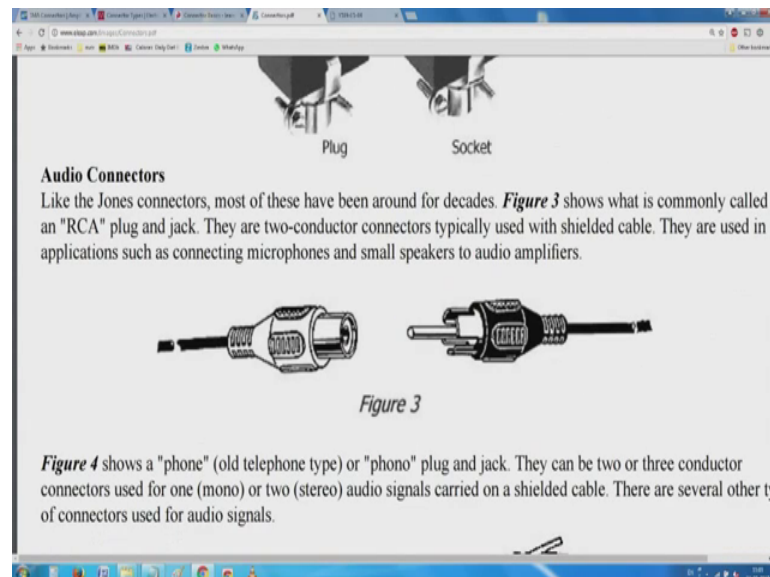 Connectors.pdf
Apps
WhatsApp
Plug Socket
Audio Connectors
Like the Jones connectors, most of these have been around for decades. Figure 3 shows what is commonly called
an "RCA" plug and jack. They are two-conductor connectors typically used with shielded cable. They are used in
applications such as connecting microphones and small speakers to audio amplifiers.
Figure 3
Figure 4 shows a "phone" (old telephone type) or "phono" plug and jack. They can be two or three conductor
connectors used for one (mono) or two (stereo) audio signals carried on a shielded cable. There are several other
of connectors used for audio signals.